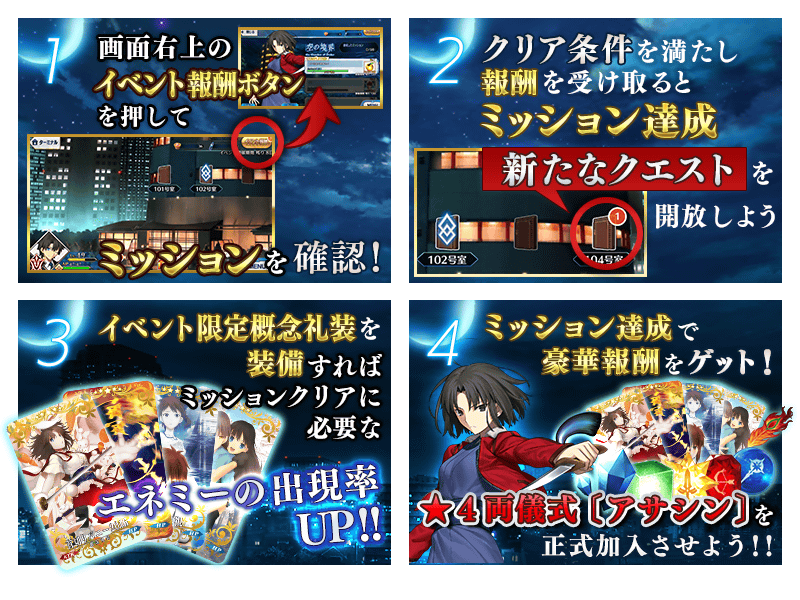 1
画面右上の
イベント報酬ボタン
を押して
ターミナル
101号室
102号室
ミッションを確認!
2
クリア条件を満たし
報酬を受け取ると
ミッション達成
新たなクエストを
開放しよう
1
102号室
104号室
3
イベント限定概念礼装を
装備すれば
ミッションクリアに
必要な
エネミーの出現率
UP!!
4
ミッション達成で
豪華報酬をゲット!
★4両儀式〔アサシン〕を
正式加入させよう!!